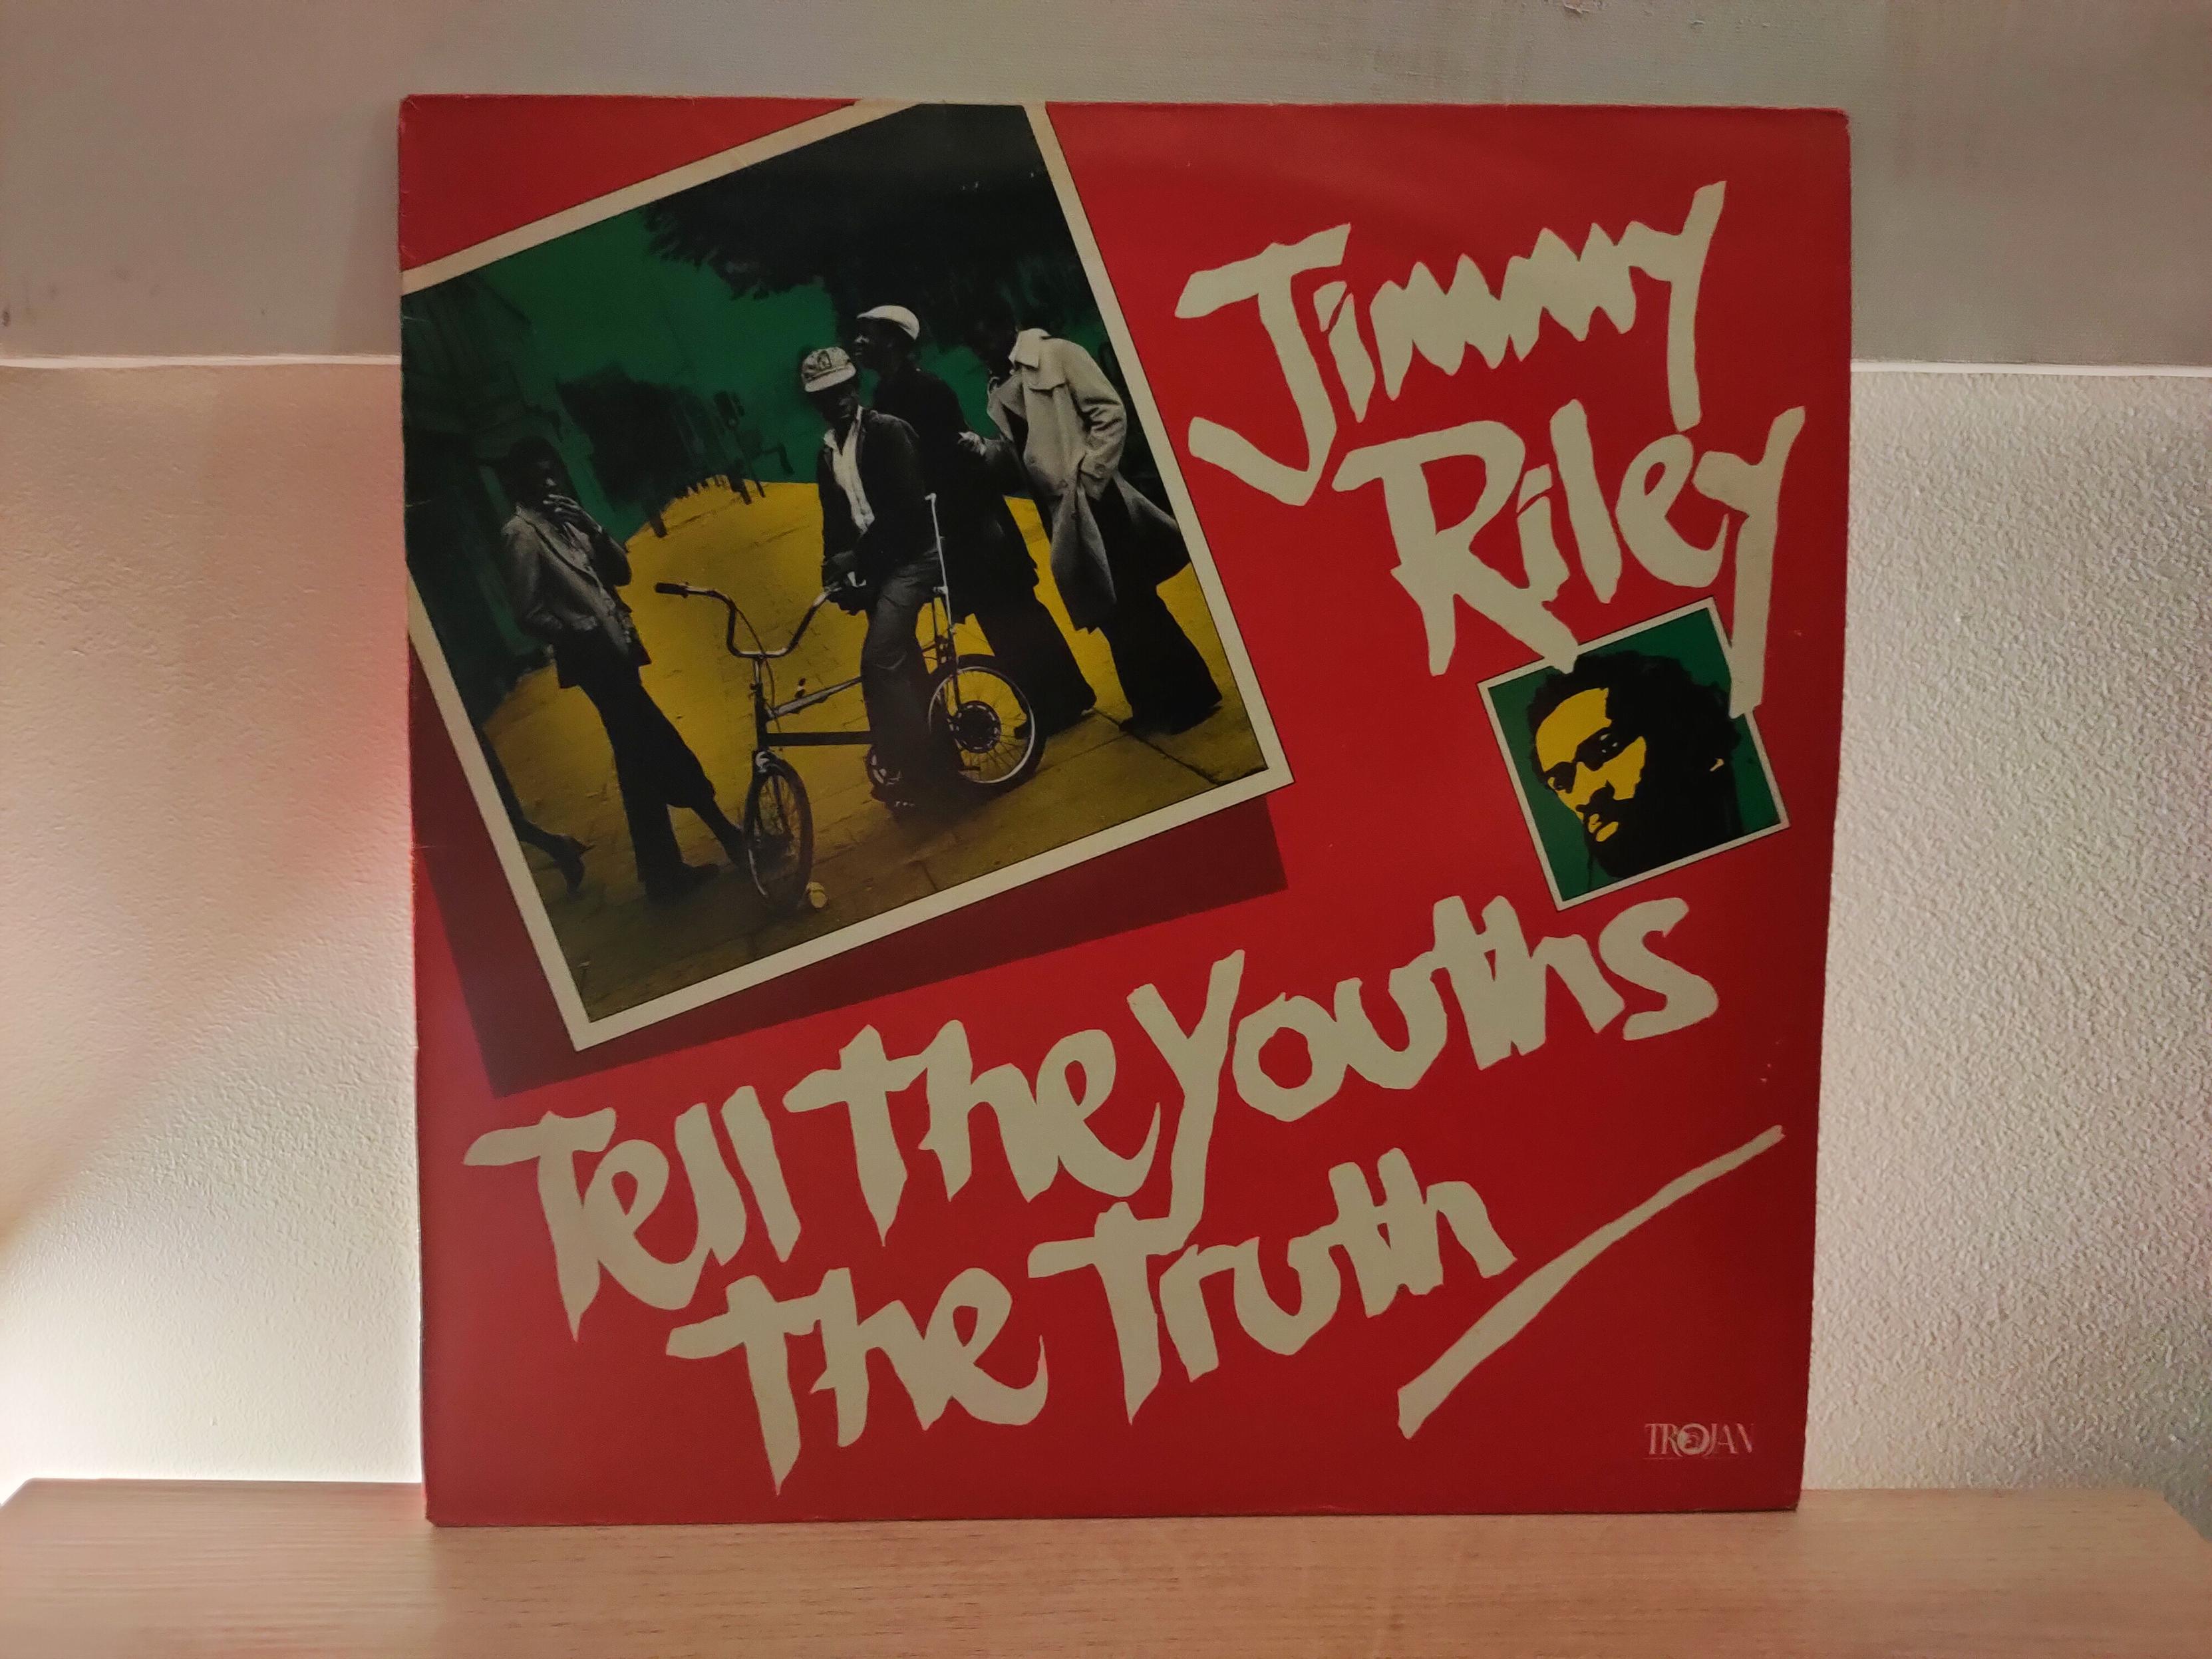 Jimmy
Riley
Tell The Youths
The Truth
TROJAN